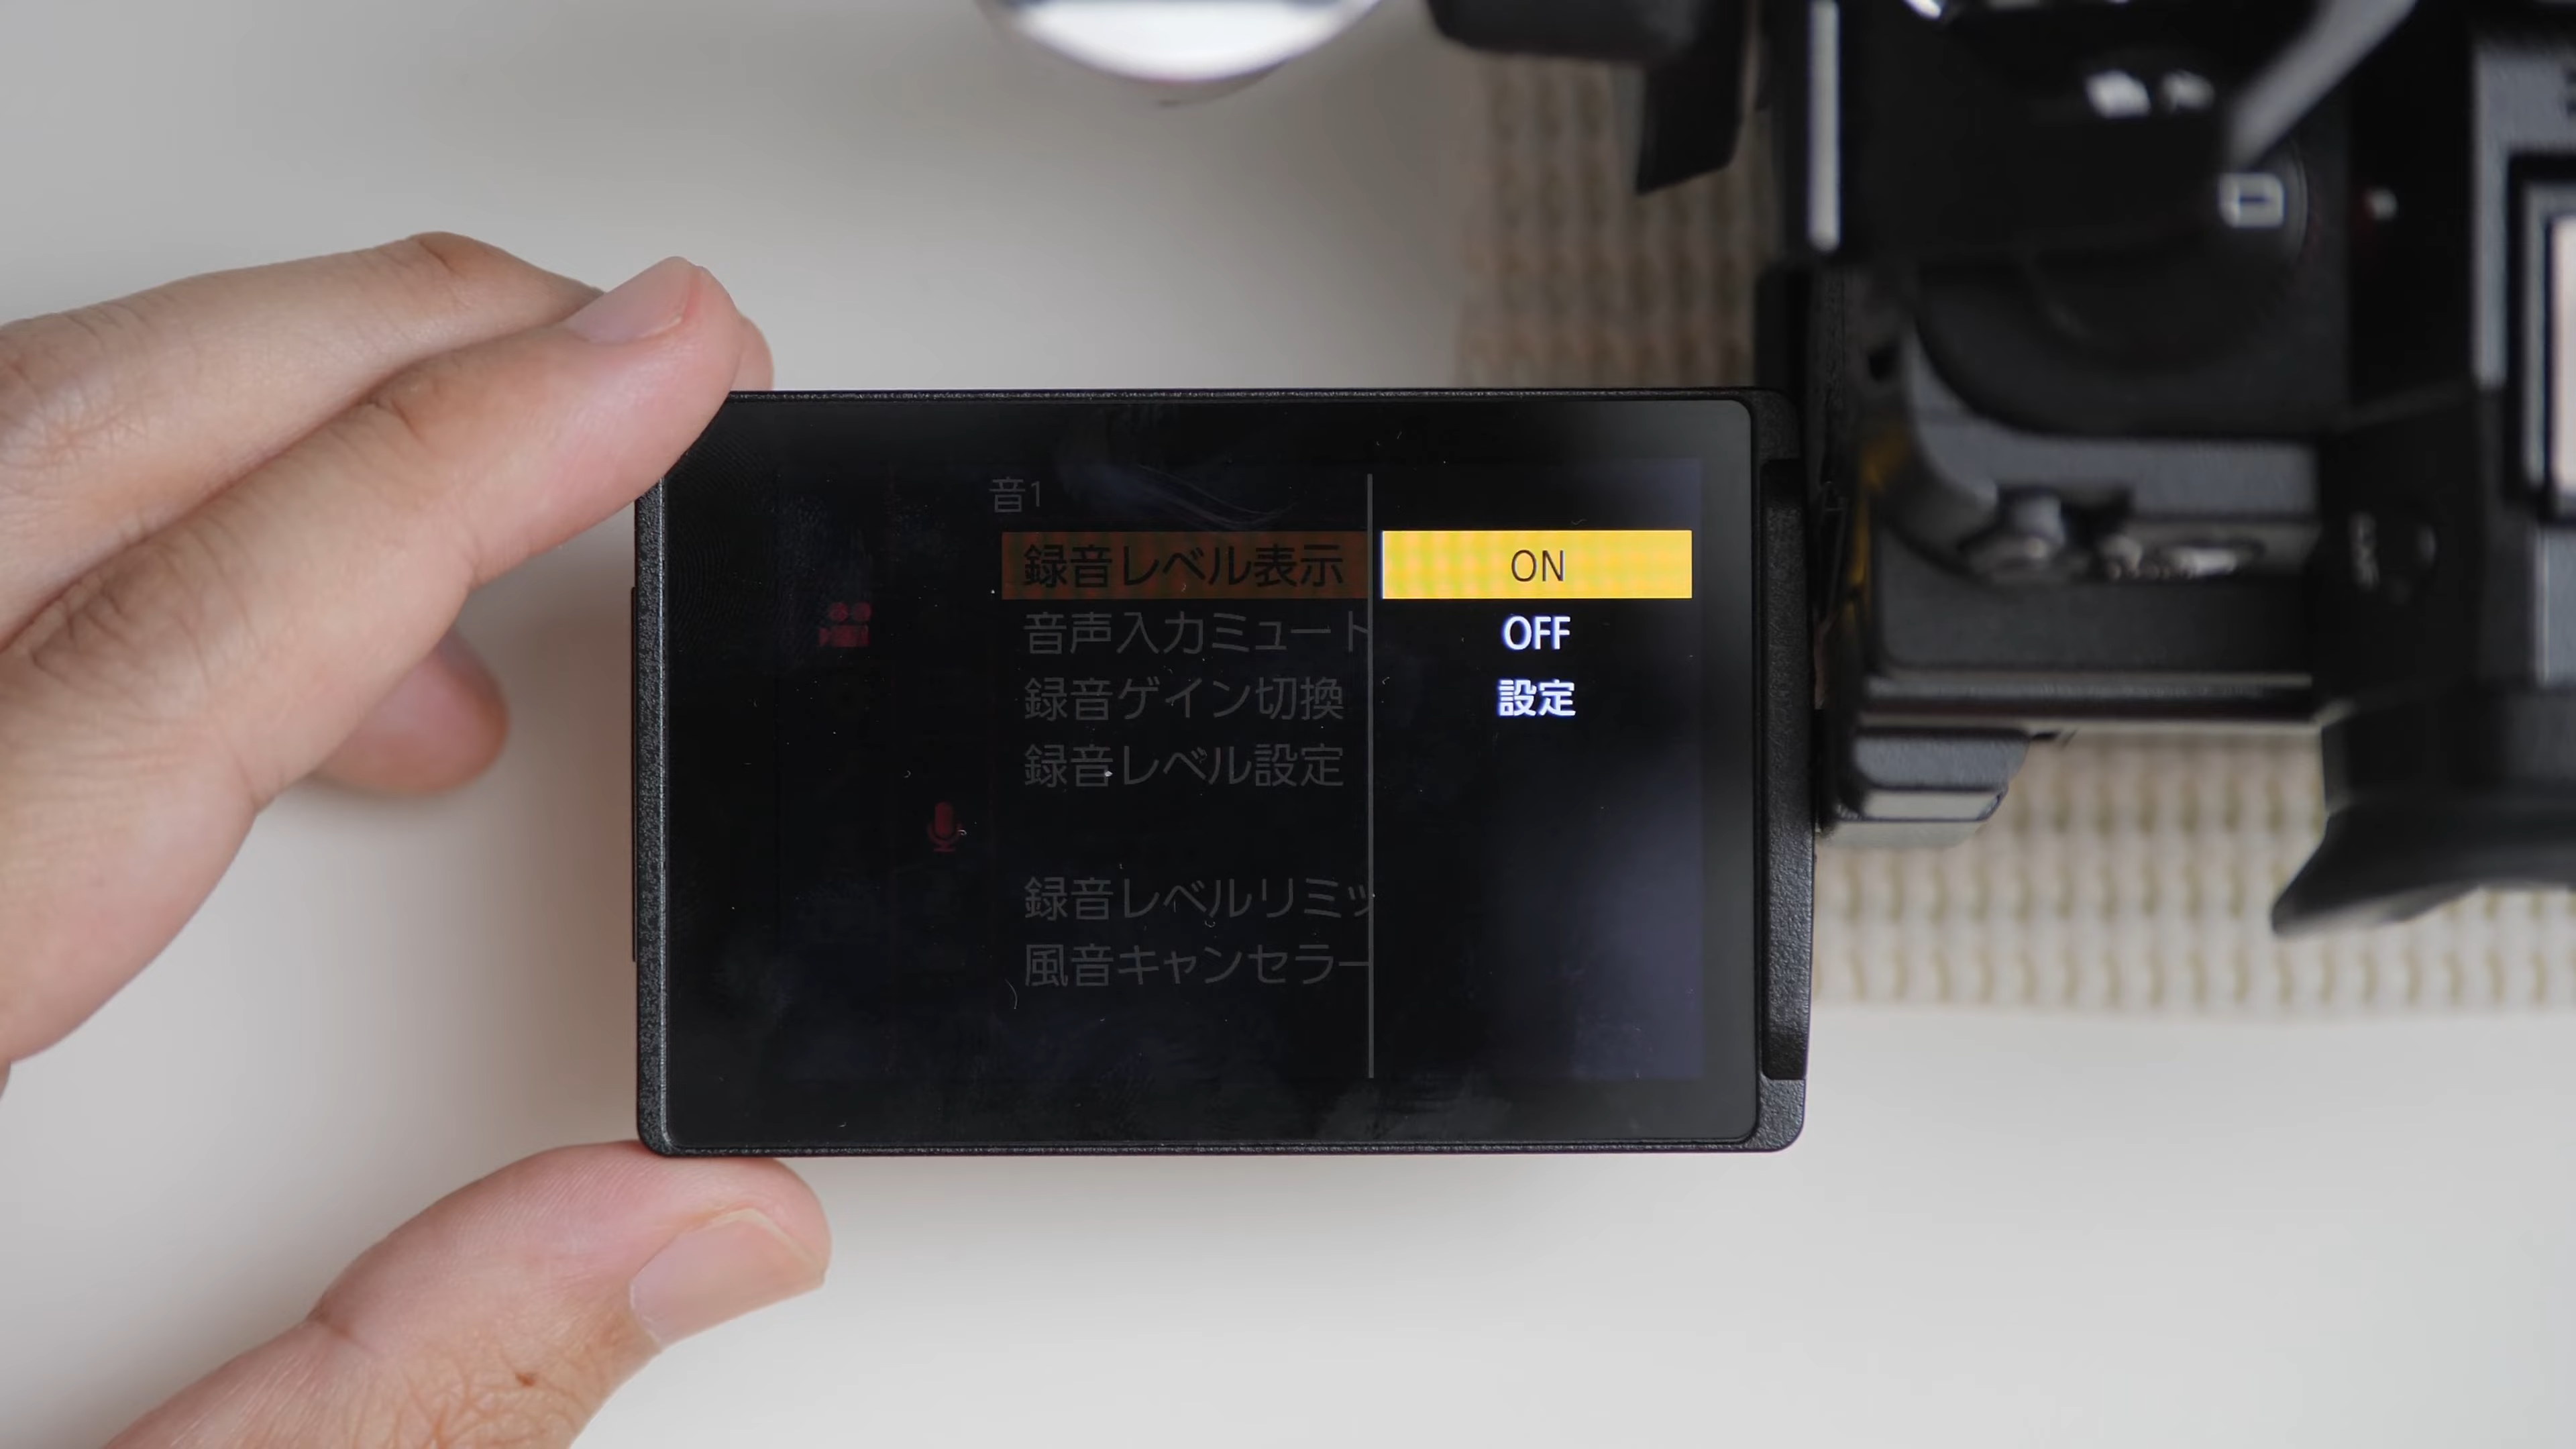 音1
録音レベル表示
ON
音声入力ミュート
OFF
録音ゲイン切換
設定
録音レベル設定
録音レベルリミッ
風音キャンセラー